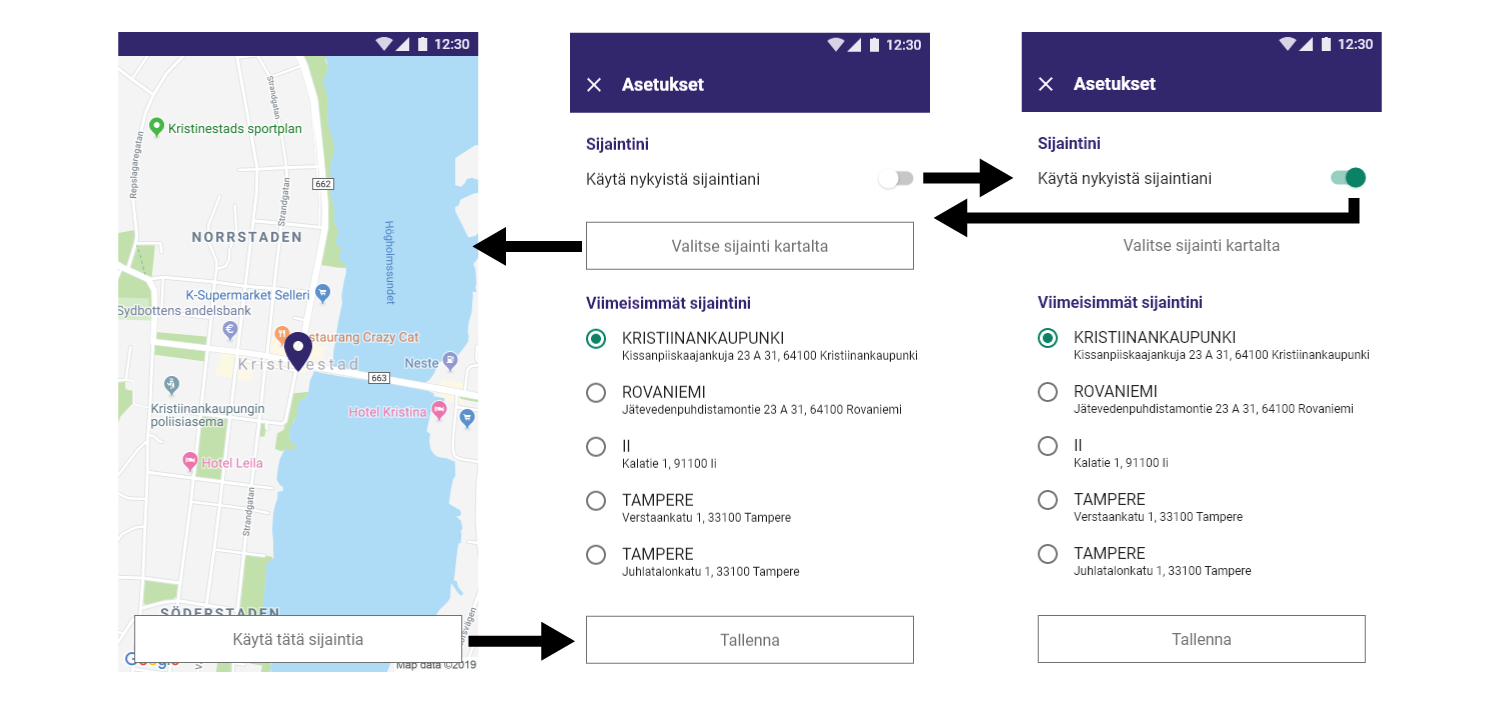 12:30
Strandgatan
Kristinestads sportplan
Repslagaregatan
662
Strandgatan
NORRSTADEN
Högholmssundet
K-Supermarket Selleri
Sydbottens andelsbank
staurang Crazy Cat
Kristinestad
Neste
663
Kristiinankaupungin
poliisiasema
Hotel Kristina
Hotel Leila
Strandgatan
SÖDERSTADEN
Käytä tätä sijaintia
Google
Map data ©2019
12:30
Asetukset
Sijaintini
Käytä nykyistä sijaintiani
Valitse sijainti kartalta
Viimeisimmät sijaintini
KRISTIINANKAUPUNKI
Kissanpiiskaajankuja 23 A 31, 64100 Kristiinankaupunki
ROVANIEMI
Jätevedenpuhdistamontie 23 A 31, 64100 Rovaniemi
II
Kalatie 1, 91100 Ii
TAMPERE
Verstaankatu 1, 33100 Tampere
TAMPERE
Juhlatalonkatu 1, 33100 Tampere
Tallenna
12:30
Asetukset
Sijaintini
Käytä nykyistä sijaintiani
Valitse sijainti kartalta
Viimeisimmät sijaintini
KRISTIINANKAUPUNKI
Kissanpiiskaajankuja 23 A 31, 64100 Kristiinankaupunki
ROVANIEMI
Jätevedenpuhdistamontie 23 A 31, 64100 Rovaniemi
II
Kalatie 1, 91100 Ii
TAMPERE
Verstaankatu 1, 33100 Tampere
TAMPERE
Juhlatalonkatu 1, 33100 Tampere
Tallenna